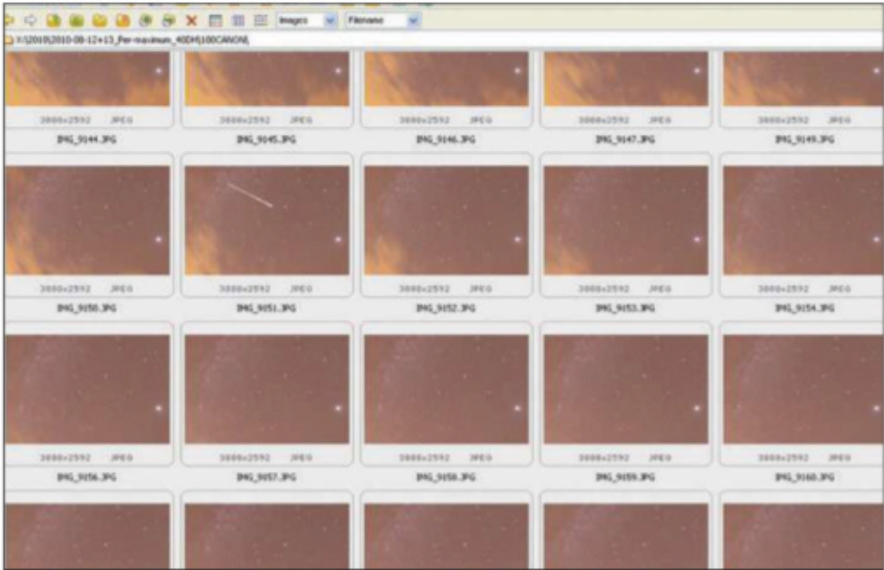 Images Filename
X:\2010\2010-08-12+13_Per-maximum_40DH\100CANON\
3888x2592 JPEG 3888x2592 JPEG 3888x2592 JPEG 3888x2592 JPEG 3888x2592 JPEG
IMG_9144.JPG IMG_9145.JPG IMG_9146.JPG IMG_9147.JPG IMG_9149.JPG
3888x2592 JPEG 3888x2592 JPEG 3888x2592 JPEG 3888x2592 JPEG 3888x2592 JPEG
IMG_9150.JPG IMG_9151.JPG IMG_9152.JPG IMG_9153.JPG IMG_9154.JPG
3888x2592 JPEG 3888x2592 JPEG 3888x2592 JPEG 3888x2592 JPEG 3888x2592 JPEG
IMG_9156.JPG IMG_9157.JPG IMG_9158.JPG IMG_9159.JPG IMG_9160.JPG